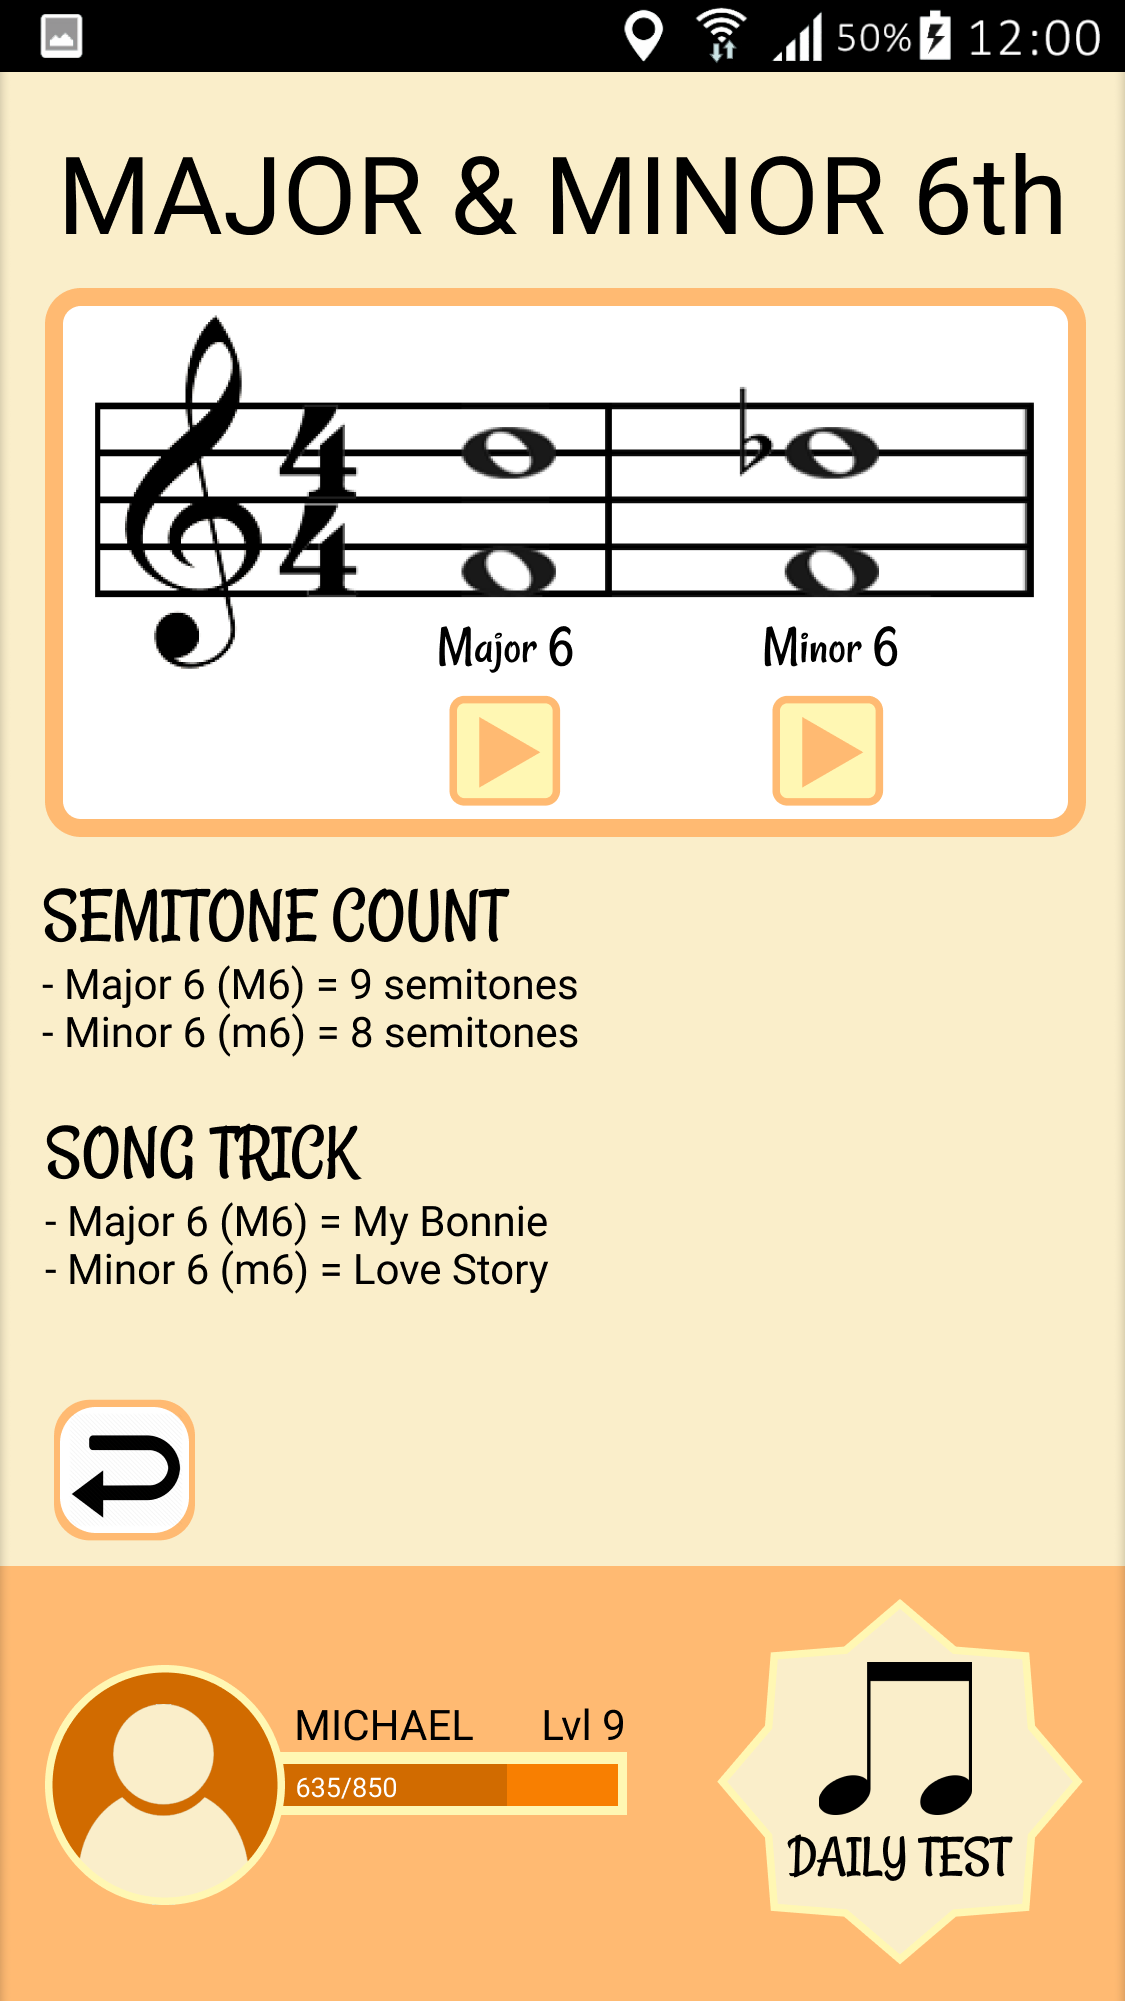 50% 12:00
MAJOR & MINOR 6th
4
4
Major 6 Minor 6
SEMITONE COUNT
- Major 6 (M6) = 9 semitones
- Minor 6 (m6) = 8 semitones
SONG TRICK
- Major 6 (M6) = My Bonnie
- Minor 6 (m6) = Love Story
MICHAEL Lvl 9
635/850
DAILY TEST